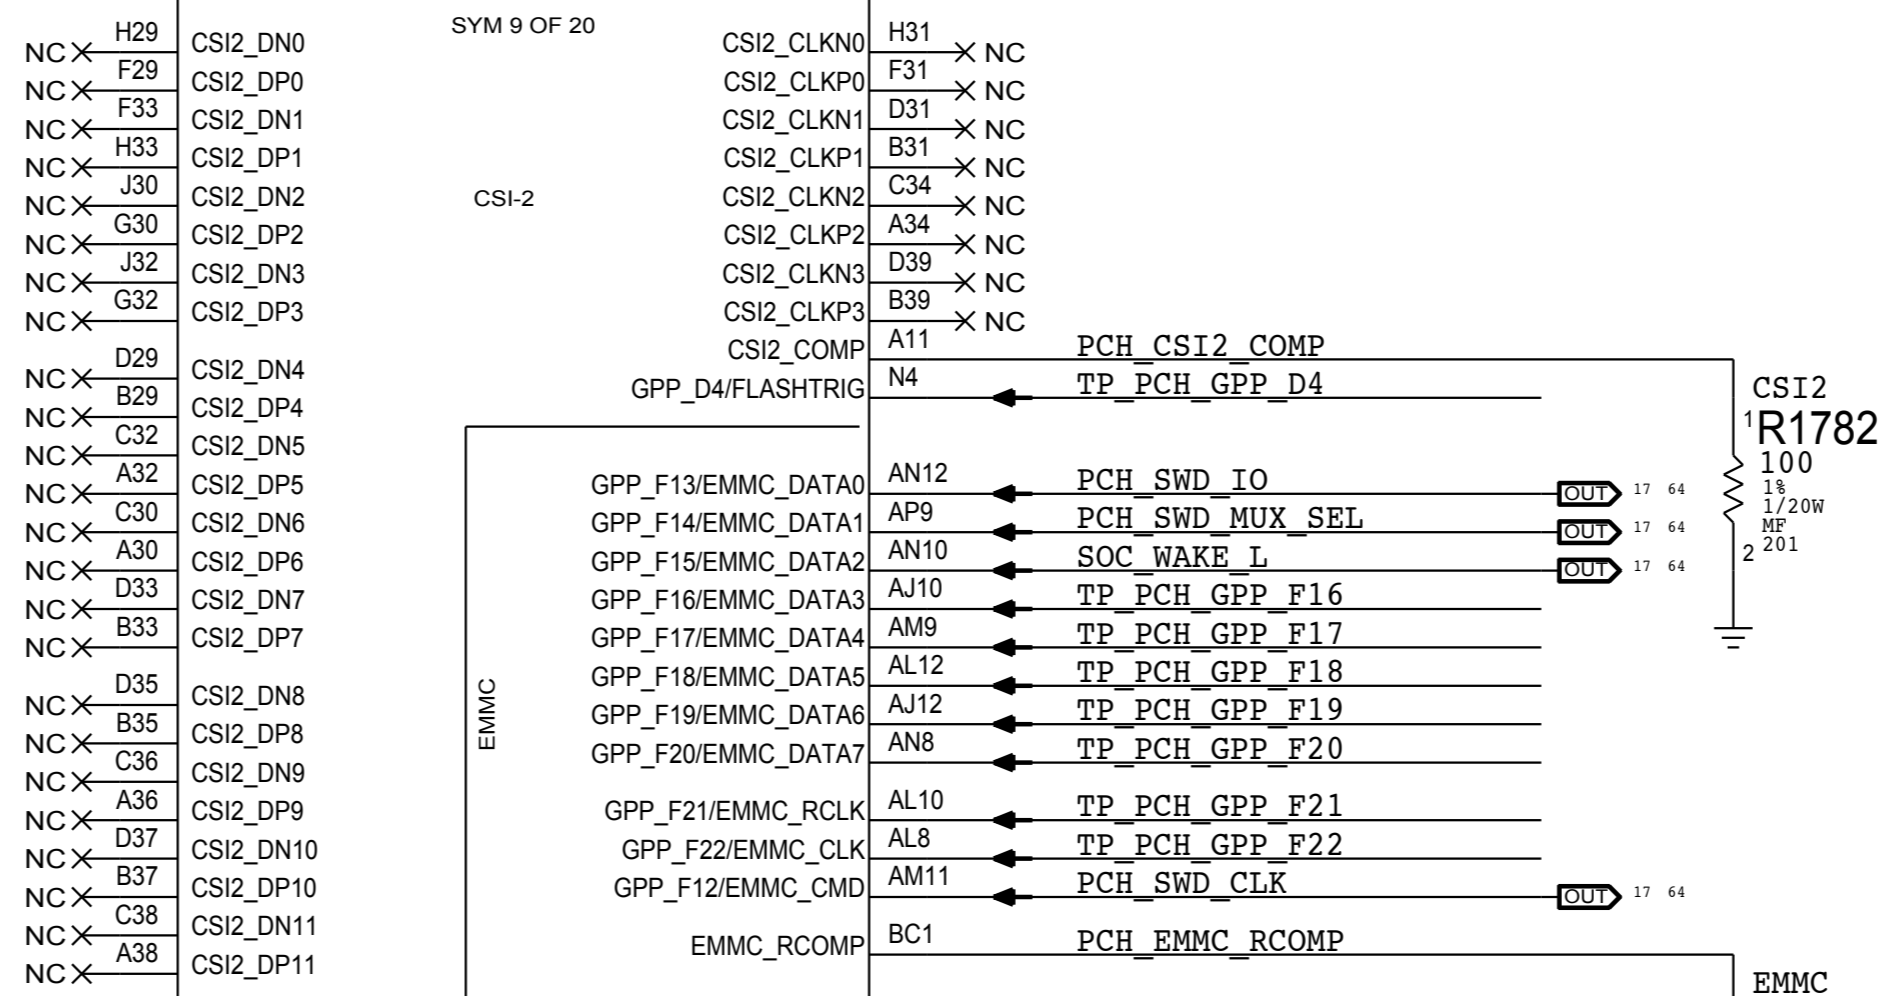 SYM 9 OF 20
CSI-2
NC H29 CSI2_DN0
NC F29 CSI2_DP0
NC F33 CSI2_DN1
NC H33 CSI2_DP1
NC J30 CSI2_DN2
NC G30 CSI2_DP2
NC J32 CSI2_DN3
NC G32 CSI2_DP3
NC D29 CSI2_DN4
NC B29 CSI2_DP4
NC C32 CSI2_DN5
NC A32 CSI2_DP5
NC C30 CSI2_DN6
NC A30 CSI2_DP6
NC D33 CSI2_DN7
NC B33 CSI2_DP7
NC D35 CSI2_DN8
NC B35 CSI2_DP8
NC C36 CSI2_DN9
NC A36 CSI2_DP9
NC D37 CSI2_DN10
NC B37 CSI2_DP10
NC C38 CSI2_DN11
NC A38 CSI2_DP11
CSI2_CLKN0 H31 NC
CSI2_CLKP0 F31 NC
CSI2_CLKN1 D31 NC
CSI2_CLKP1 B31 NC
CSI2_CLKN2 C34 NC
CSI2_CLKP2 A34 NC
CSI2_CLKN3 D39 NC
CSI2_CLKP3 B39 NC
CSI2_COMP A11 PCH_CSI2_COMP
GPP_D4/FLASHTRIG N4 TP_PCH_GPP_D4
EMMC
GPP_F13/EMMC_DATA0 AN12 PCH_SWD_IO OUT 17 64
GPP_F14/EMMC_DATA1 AP9 PCH_SWD_MUX_SEL OUT 17 64
GPP_F15/EMMC_DATA2 AN10 SOC_WAKE_L OUT 17 64
GPP_F16/EMMC_DATA3 AJ10 TP_PCH_GPP_F16
GPP_F17/EMMC_DATA4 AM9 TP_PCH_GPP_F17
GPP_F18/EMMC_DATA5 AL12 TP_PCH_GPP_F18
GPP_F19/EMMC_DATA6 AJ12 TP_PCH_GPP_F19
GPP_F20/EMMC_DATA7 AN8 TP_PCH_GPP_F20
GPP_F21/EMMC_RCLK AL10 TP_PCH_GPP_F21
GPP_F22/EMMC_CLK AL8 TP_PCH_GPP_F22
GPP_F12/EMMC_CMD AM11 PCH_SWD_CLK OUT 17 64
EMMC_RCOMP BC1 PCH_EMMC_RCOMP
CSI2
1 R1782
100
1%
1/20W
MF
2 201
EMMC